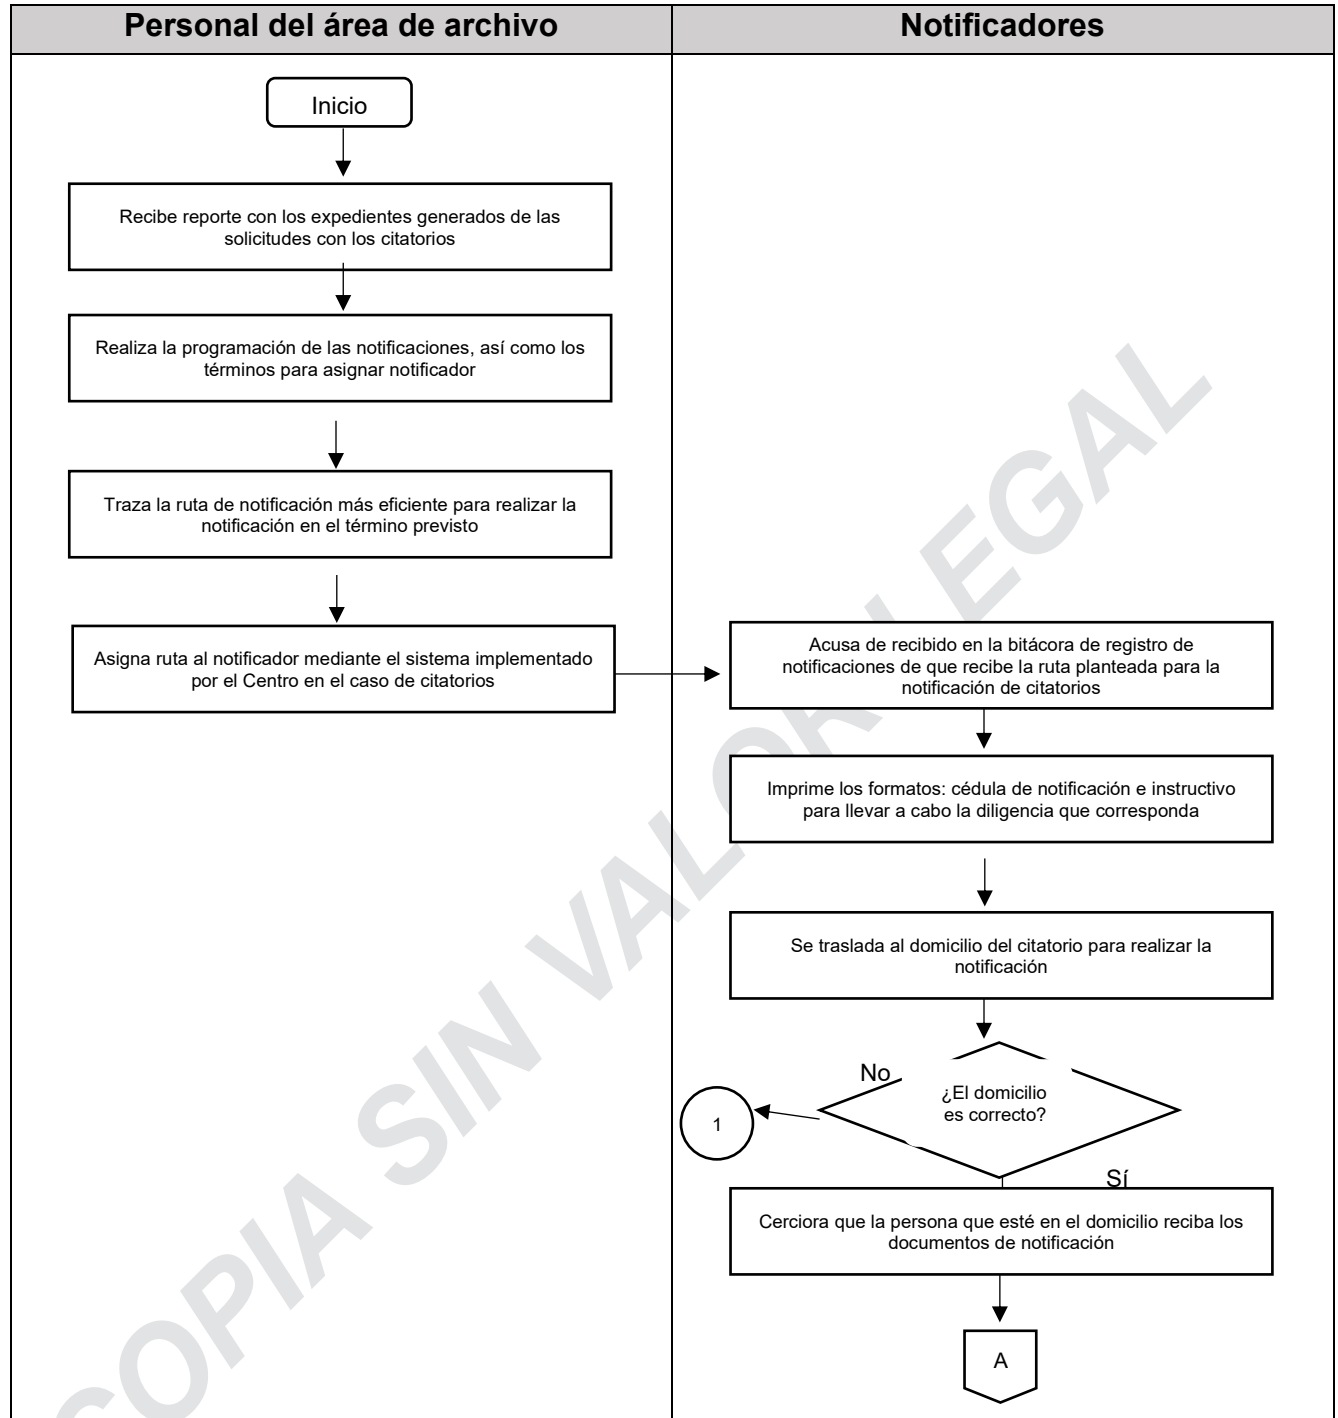 Personal del área de archivo
Notificadores
Inicio
Recibe reporte con los expedientes generados de las
solicitudes con los citatorios
Realiza la programación de las notificaciones, así como los
términos para asignar notificador
Traza la ruta de notificación más eficiente para realizar la
notificación en el término previsto
Asigna ruta al notificador mediante el sistema implementado
por el Centro en el caso de citatorios
Acusa de recibido en la bitácora de registro de
notificaciones de que recibe la ruta planteada para la
notificación de citatorios
Imprime los formatos: cédula de notificación e instructivo
para llevar a cabo la diligencia que corresponda
Se traslada al domicilio del citatorio para realizar la
notificación
¿El domicilio
es correcto?
No
1
Sí
Cerciora que la persona que esté en el domicilio reciba los
documentos de notificación
A
COPIA SIN VALOR LEGAL